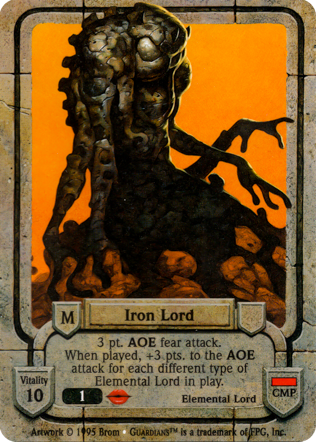 M
Iron Lord
3 pt. AOE fear attack.
When played, +3 pts. to the AOE
attack for each different type of
Elemental Lord in play.
Vitality
10
1
Elemental Lord
CMP
Artwork © 1995 Brom • GUARDIANS™ is a trademark of FPG, Inc.